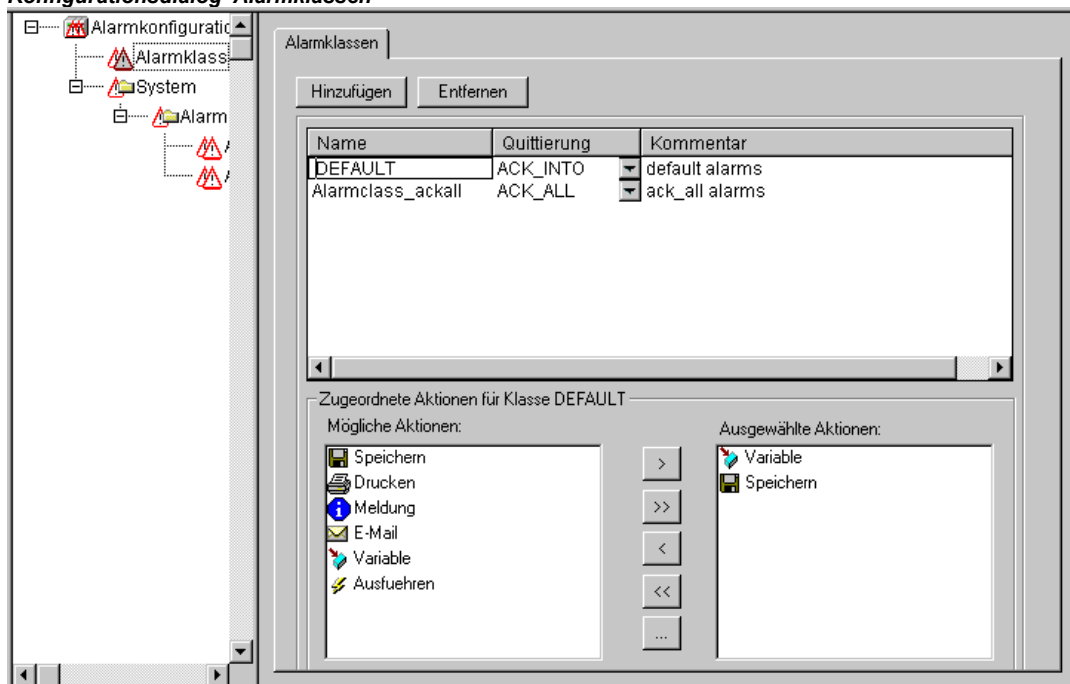 Konfigurationsdialog 'Alarmklassen'
Alarmkonfiguratio
Alarmklass
System
Alarm
A
A
Alarmklassen
Hinzufügen Entfernen
Name Quittierung Kommentar
DEFAULT ACK_INTO default alarms
Alarmclass_ackall ACK_ALL ack_all alarms
Zugeordnete Aktionen für Klasse DEFAULT
Mögliche Aktionen:
Speichern
Drucken
Meldung
E-Mail
Variable
Ausfuehren
>
>>
<
<<
...
Ausgewählte Aktionen:
Variable
Speichern